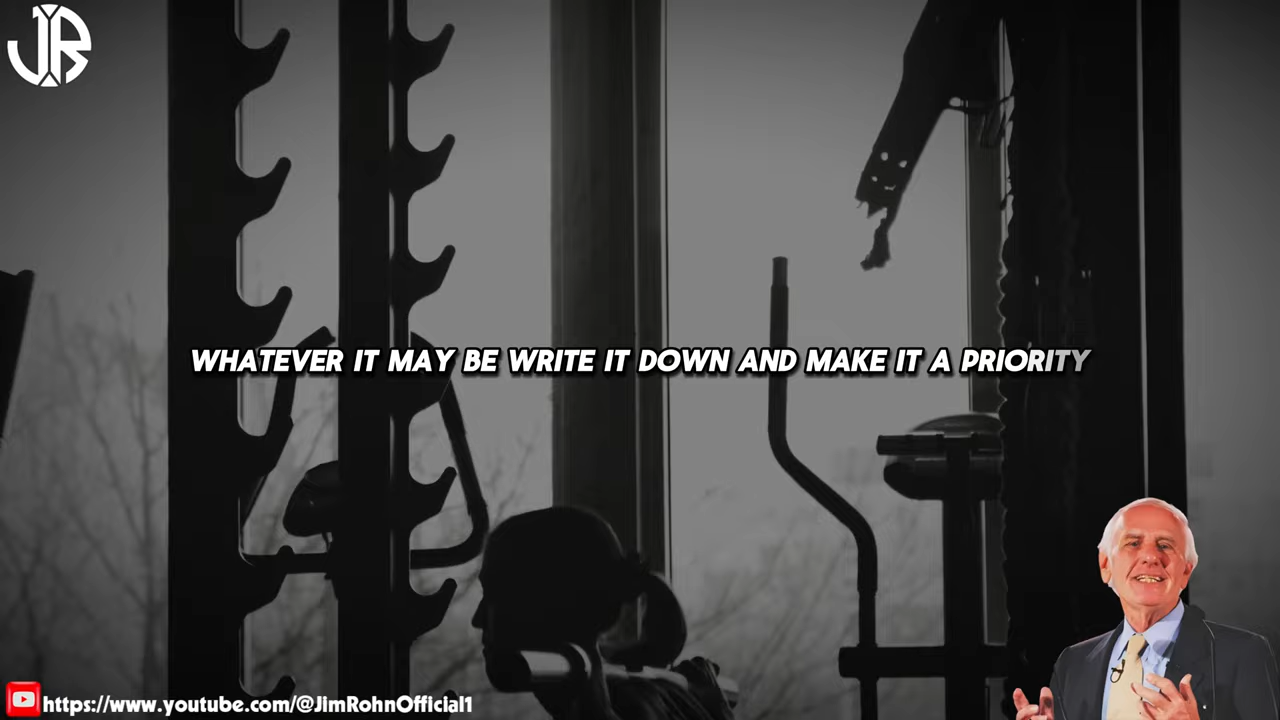 JR
WHATEVER IT MAY BE WRITE IT DOWN AND MAKE IT A PRIORITY
https://www.youtube.com/@JimRohnOfficial1